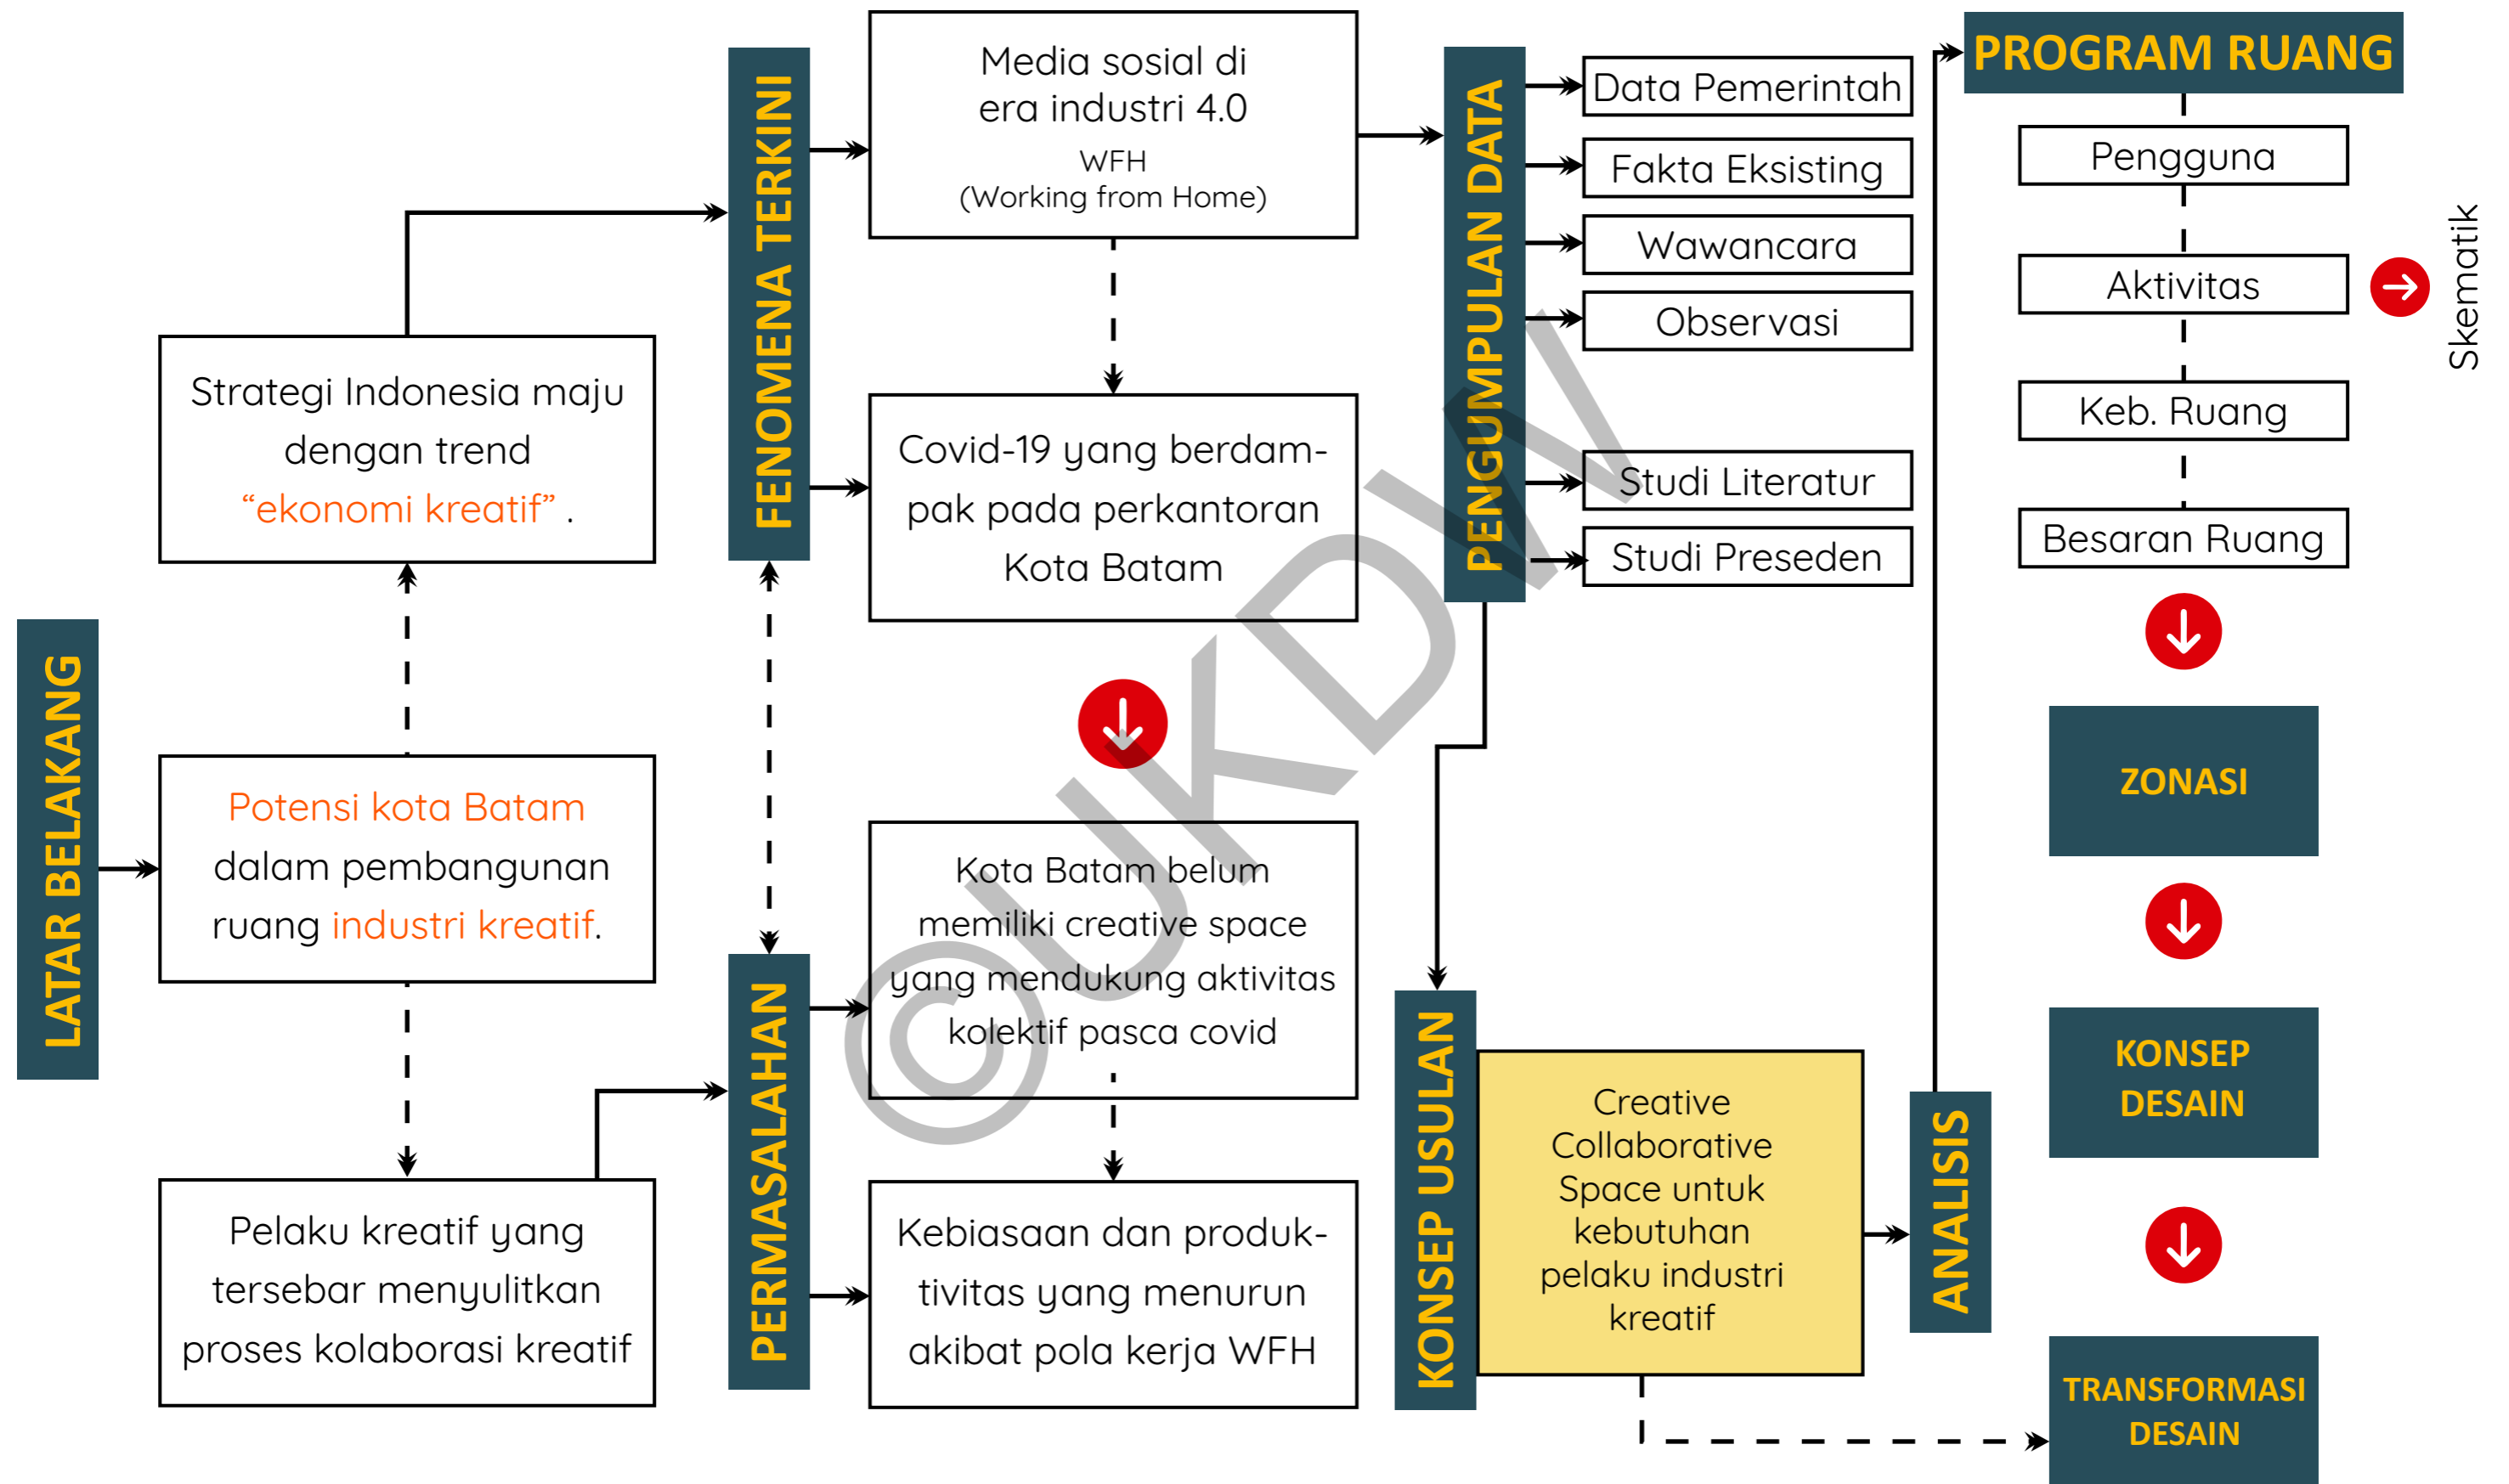 LATAR BELAKANG
Strategi Indonesia maju
dengan trend
“ekonomi kreatif” .
Potensi kota Batam
dalam pembangunan
ruang industri kreatif.
Pelaku kreatif yang
tersebar menyulitkan
proses kolaborasi kreatif
FENOMENA TERKINI
Media sosial di
era industri 4.0
WFH
(Working from Home)
Covid-19 yang berdam-
pak pada perkantoran
Kota Batam
PERMASALAHAN
Kota Batam belum
memiliki creative space
yang mendukung aktivitas
kolektif pasca covid
Kebiasaan dan produk-
tivitas yang menurun
akibat pola kerja WFH
PENGUMPULAN DATA
Data Pemerintah
Fakta Eksisting
Wawancara
Observasi
Studi Literatur
Studi Preseden
KONSEP USULAN
Creative
Collaborative
Space untuk
kebutuhan
pelaku industri
kreatif
ANALISIS
PROGRAM RUANG
Pengguna
Aktivitas
Skematik
Keb. Ruang
Besaran Ruang
ZONASI
KONSEP
DESAIN
TRANSFORMASI
DESAIN
©UKDW